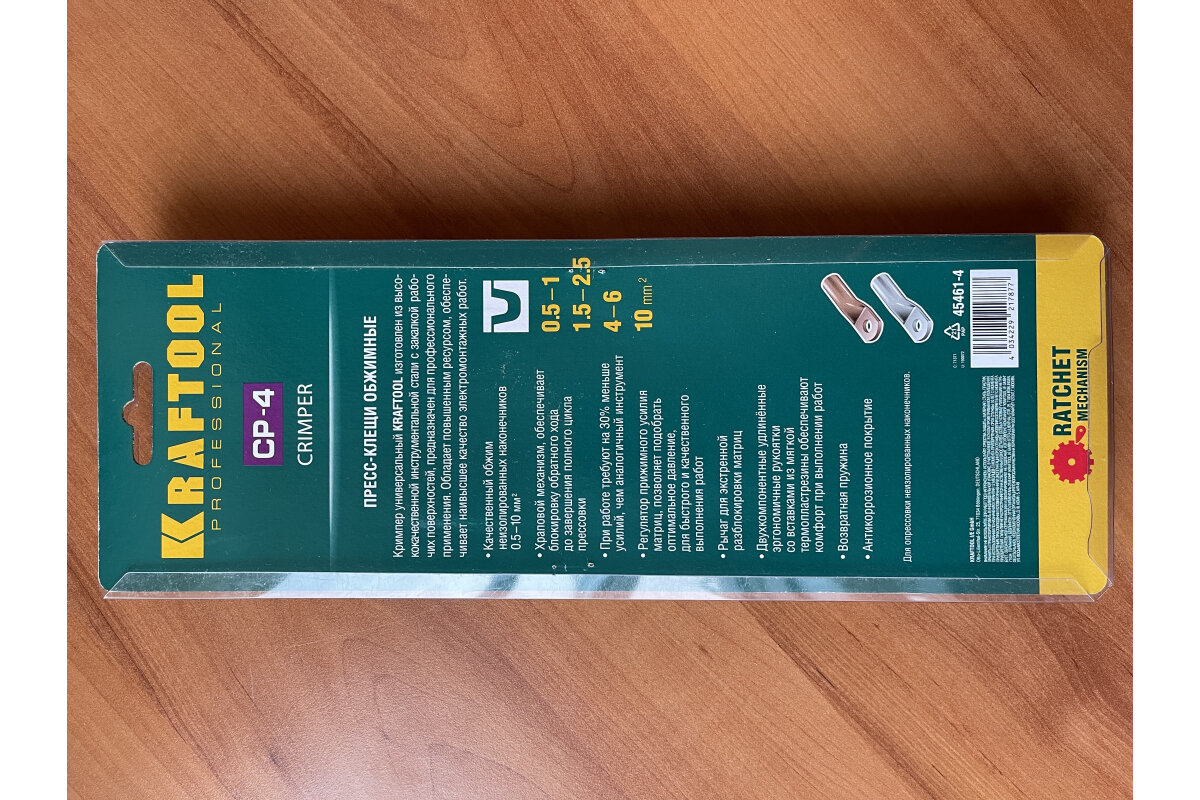 KRAFTOOL
PROFESSIONAL
CP-4
CRIMPER
ПРЕСС-КЛЕЩИ ОБЖИМНЫЕ
Кримпер универсальный KRAFTOOL изготовлен из высо-
кокачественной инструментальной стали с закалкой рабо-
чих поверхностей, предназначен для профессионального
применения. Обладает повышенным ресурсом, обеспе-
чивает наивысшее качество электромонтажных работ.
• Качественный обжим
неизолированных наконечников
0.5–10 мм²
• Храповой механизм, обеспечивает
блокировку обратного хода
до завершения полного цикла
прессовки
• При работе требуют на 30% меньше
усилий, чем аналогичный инструмент
• Регулятор прижимного усилия
матриц, позволяет подобрать
оптимальное давление,
для быстрого и качественного
выполнения работ
• Рычаг для экстренной
разблокировки матриц
• Двухкомпонентные удлинённые
эргономичные рукоятки
со вставками из мягкой
термопластрезины обеспечивают
комфорт при выполнении работ
• Возвратная пружина
• Антикоррозионное покрытие
0.5–1
1.5–2.5
4–6
10 mm²
Для опрессовки неизолированных наконечников.
45461-4
4 034229 217877
RATCHET
MECHANISM